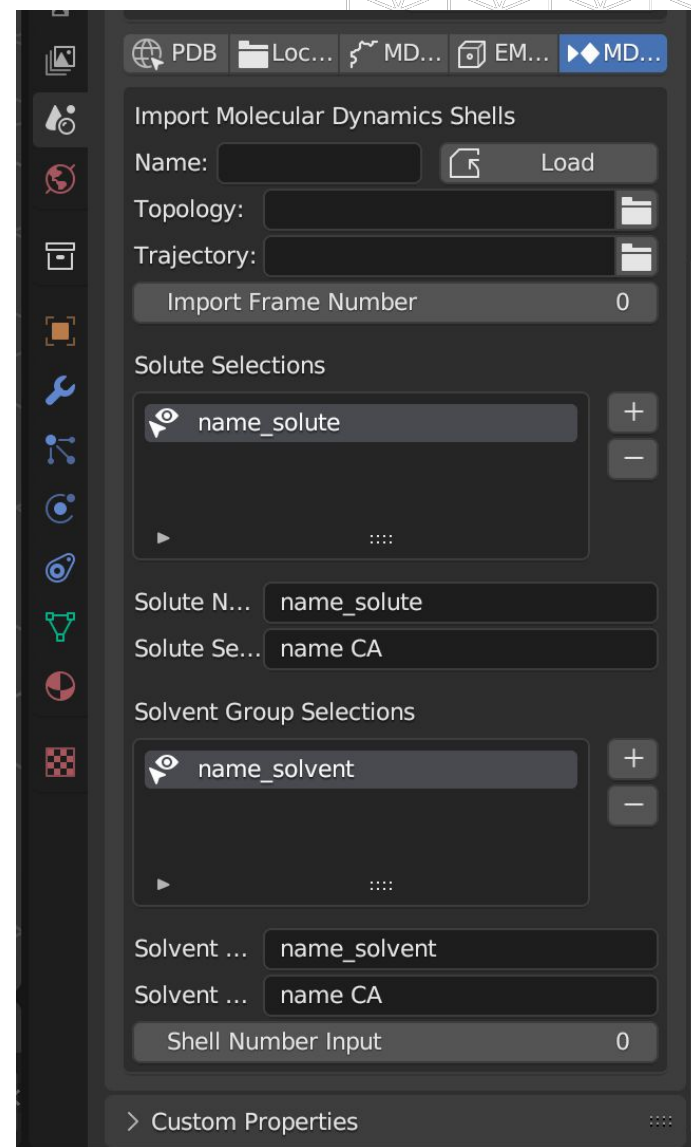 PDB Loc... MD... EM... MD...
Import Molecular Dynamics Shells
Name: Load
Topology:
Trajectory:
Import Frame Number 0
Solute Selections
name_solute
+
−
Solute N... name_solute
Solute Se... name CA
Solvent Group Selections
name_solvent
+
−
Solvent ... name_solvent
Solvent ... name CA
Shell Number Input 0
Custom Properties